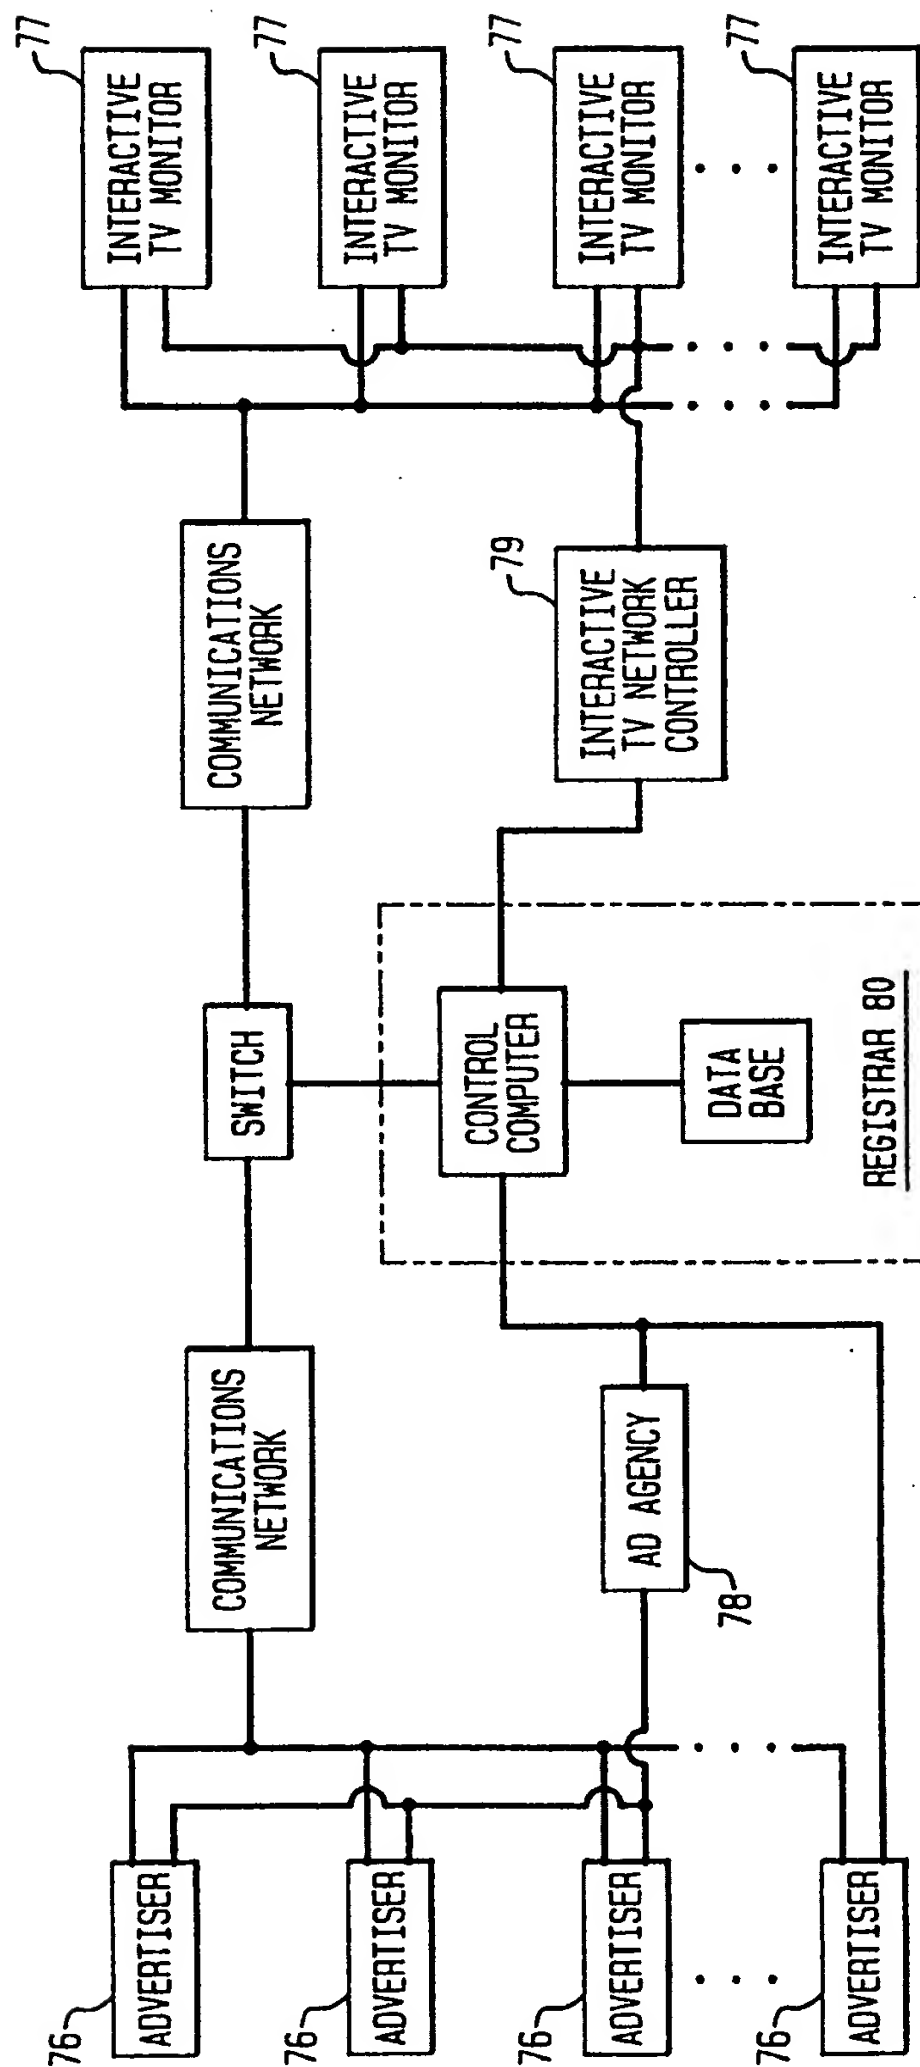 76
ADVERTISER
76
ADVERTISER
76
ADVERTISER
76
ADVERTISER
COMMUNICATIONS
NETWORK
AD AGENCY
78
SWITCH
CONTROL
COMPUTER
DATA
BASE
REGISTRAR 80
COMMUNICATIONS
NETWORK
79
INTERACTIVE
TV NETWORK
CONTROLLER
77
INTERACTIVE
TV MONITOR
77
INTERACTIVE
TV MONITOR
77
INTERACTIVE
TV MONITOR
77
INTERACTIVE
TV MONITOR